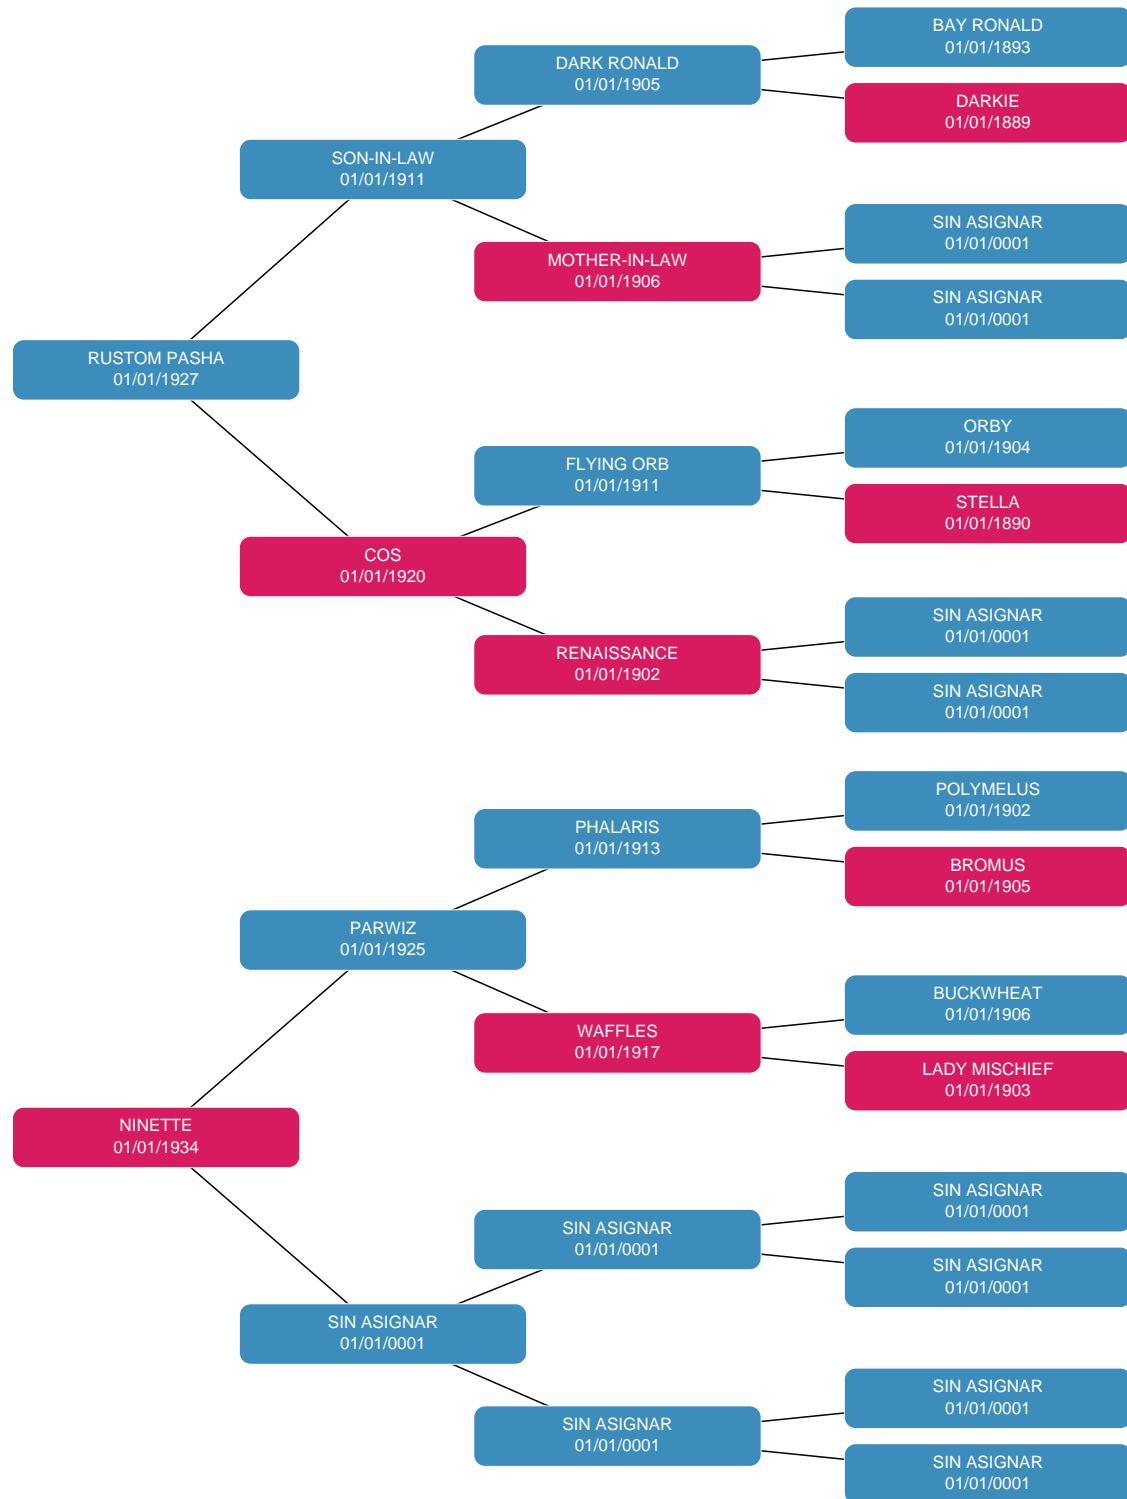 BAY RONALD
01/01/1893
DARK RONALD
01/01/1905
DARKIE
01/01/1889
SON-IN-LAW
01/01/1911
SIN ASIGNAR
01/01/0001
MOTHER-IN-LAW
01/01/1906
SIN ASIGNAR
01/01/0001
RUSTOM PASHA
01/01/1927
ORBY
01/01/1904
FLYING ORB
01/01/1911
STELLA
01/01/1890
COS
01/01/1920
SIN ASIGNAR
01/01/0001
RENAISSANCE
01/01/1902
SIN ASIGNAR
01/01/0001
POLYMELUS
01/01/1902
PHALARIS
01/01/1913
BROMUS
01/01/1905
PARWIZ
01/01/1925
BUCKWHEAT
01/01/1906
WAFFLES
01/01/1917
LADY MISCHIEF
01/01/1903
NINETTE
01/01/1934
SIN ASIGNAR
01/01/0001
SIN ASIGNAR
01/01/0001
SIN ASIGNAR
01/01/0001
SIN ASIGNAR
01/01/0001
SIN ASIGNAR
01/01/0001
SIN ASIGNAR
01/01/0001
SIN ASIGNAR
01/01/0001